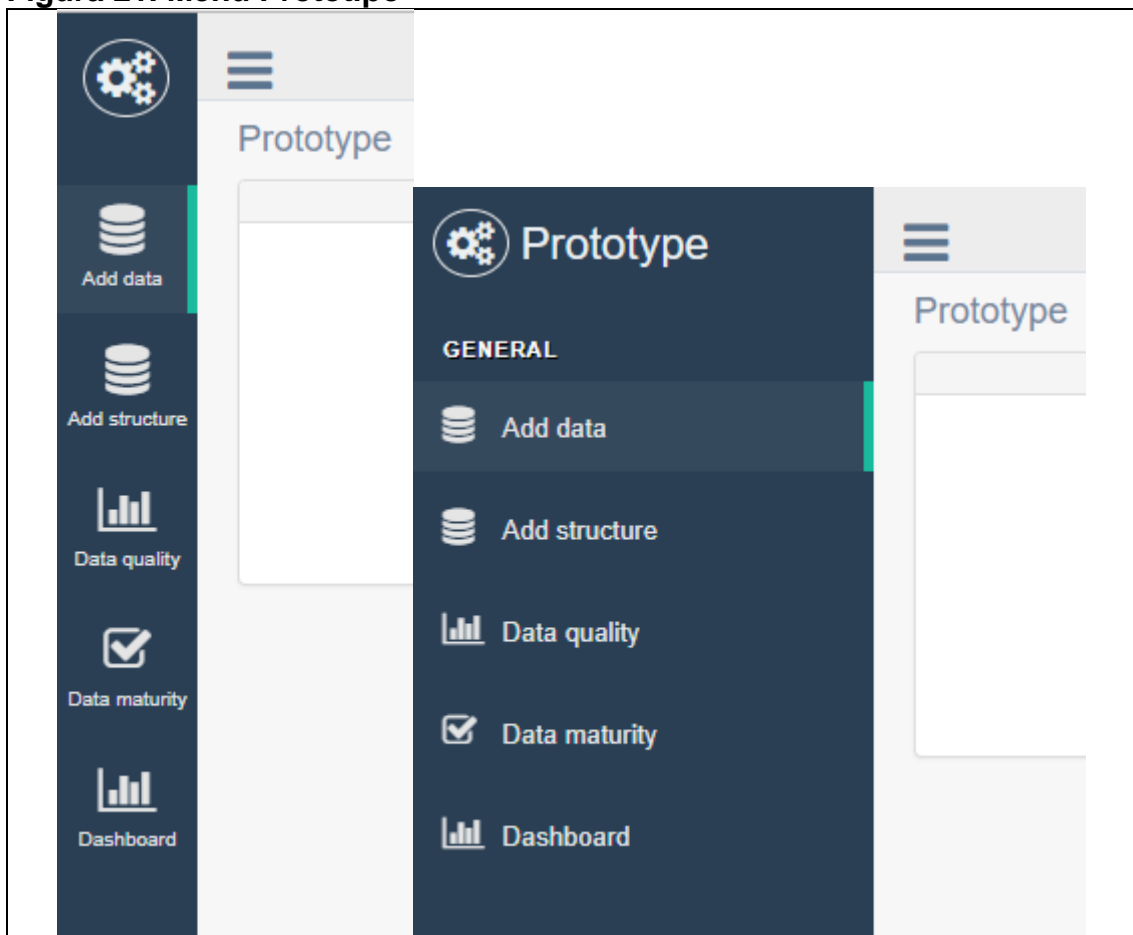 Prototype
Add data
Add structure
Data quality
Data maturity
Dashboard
Prototype
GENERAL
Add data
Add structure
Data quality
Data maturity
Dashboard
Prototype